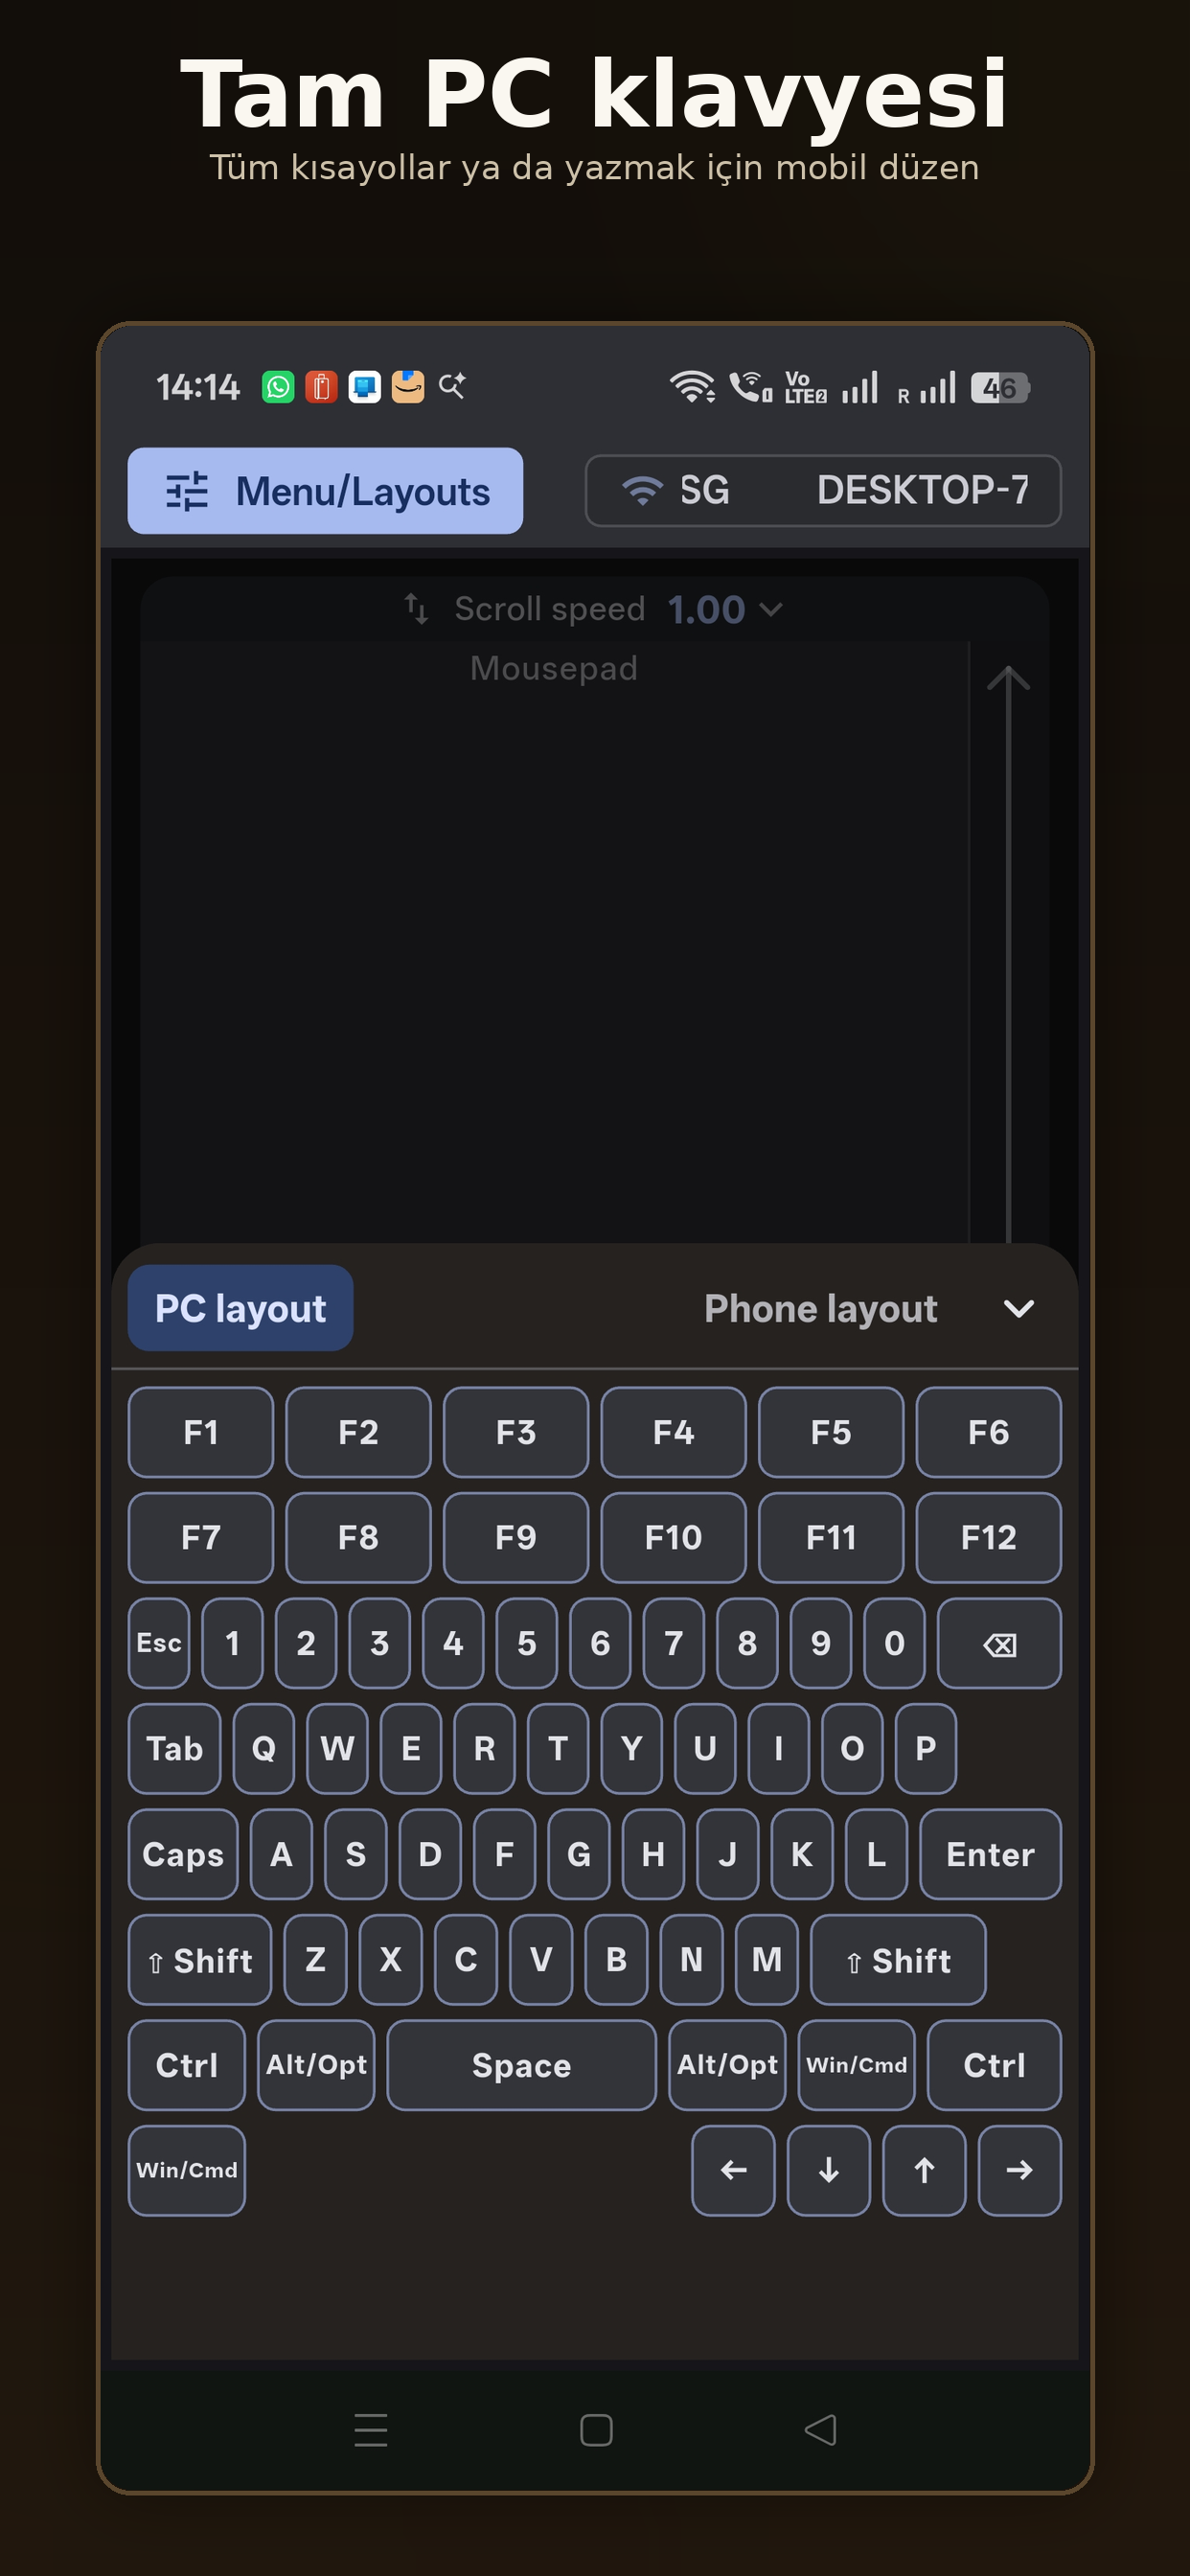 Tam PC klavyesi
Tüm kısayollar ya da yazmak için mobil düzen
14:14 Vo LTE2 R 46
Menu/Layouts SG DESKTOP-7
Scroll speed 1.00
Mousepad
PC layout Phone layout
F1 F2 F3 F4 F5 F6
F7 F8 F9 F10 F11 F12
Esc 1 2 3 4 5 6 7 8 9 0
Tab Q W E R T Y U I O P
Caps A S D F G H J K L Enter
⇧ Shift Z X C V B N M ⇧ Shift
Ctrl Alt/Opt Space Alt/Opt Win/Cmd Ctrl
Win/Cmd ← ↓ ↑ →